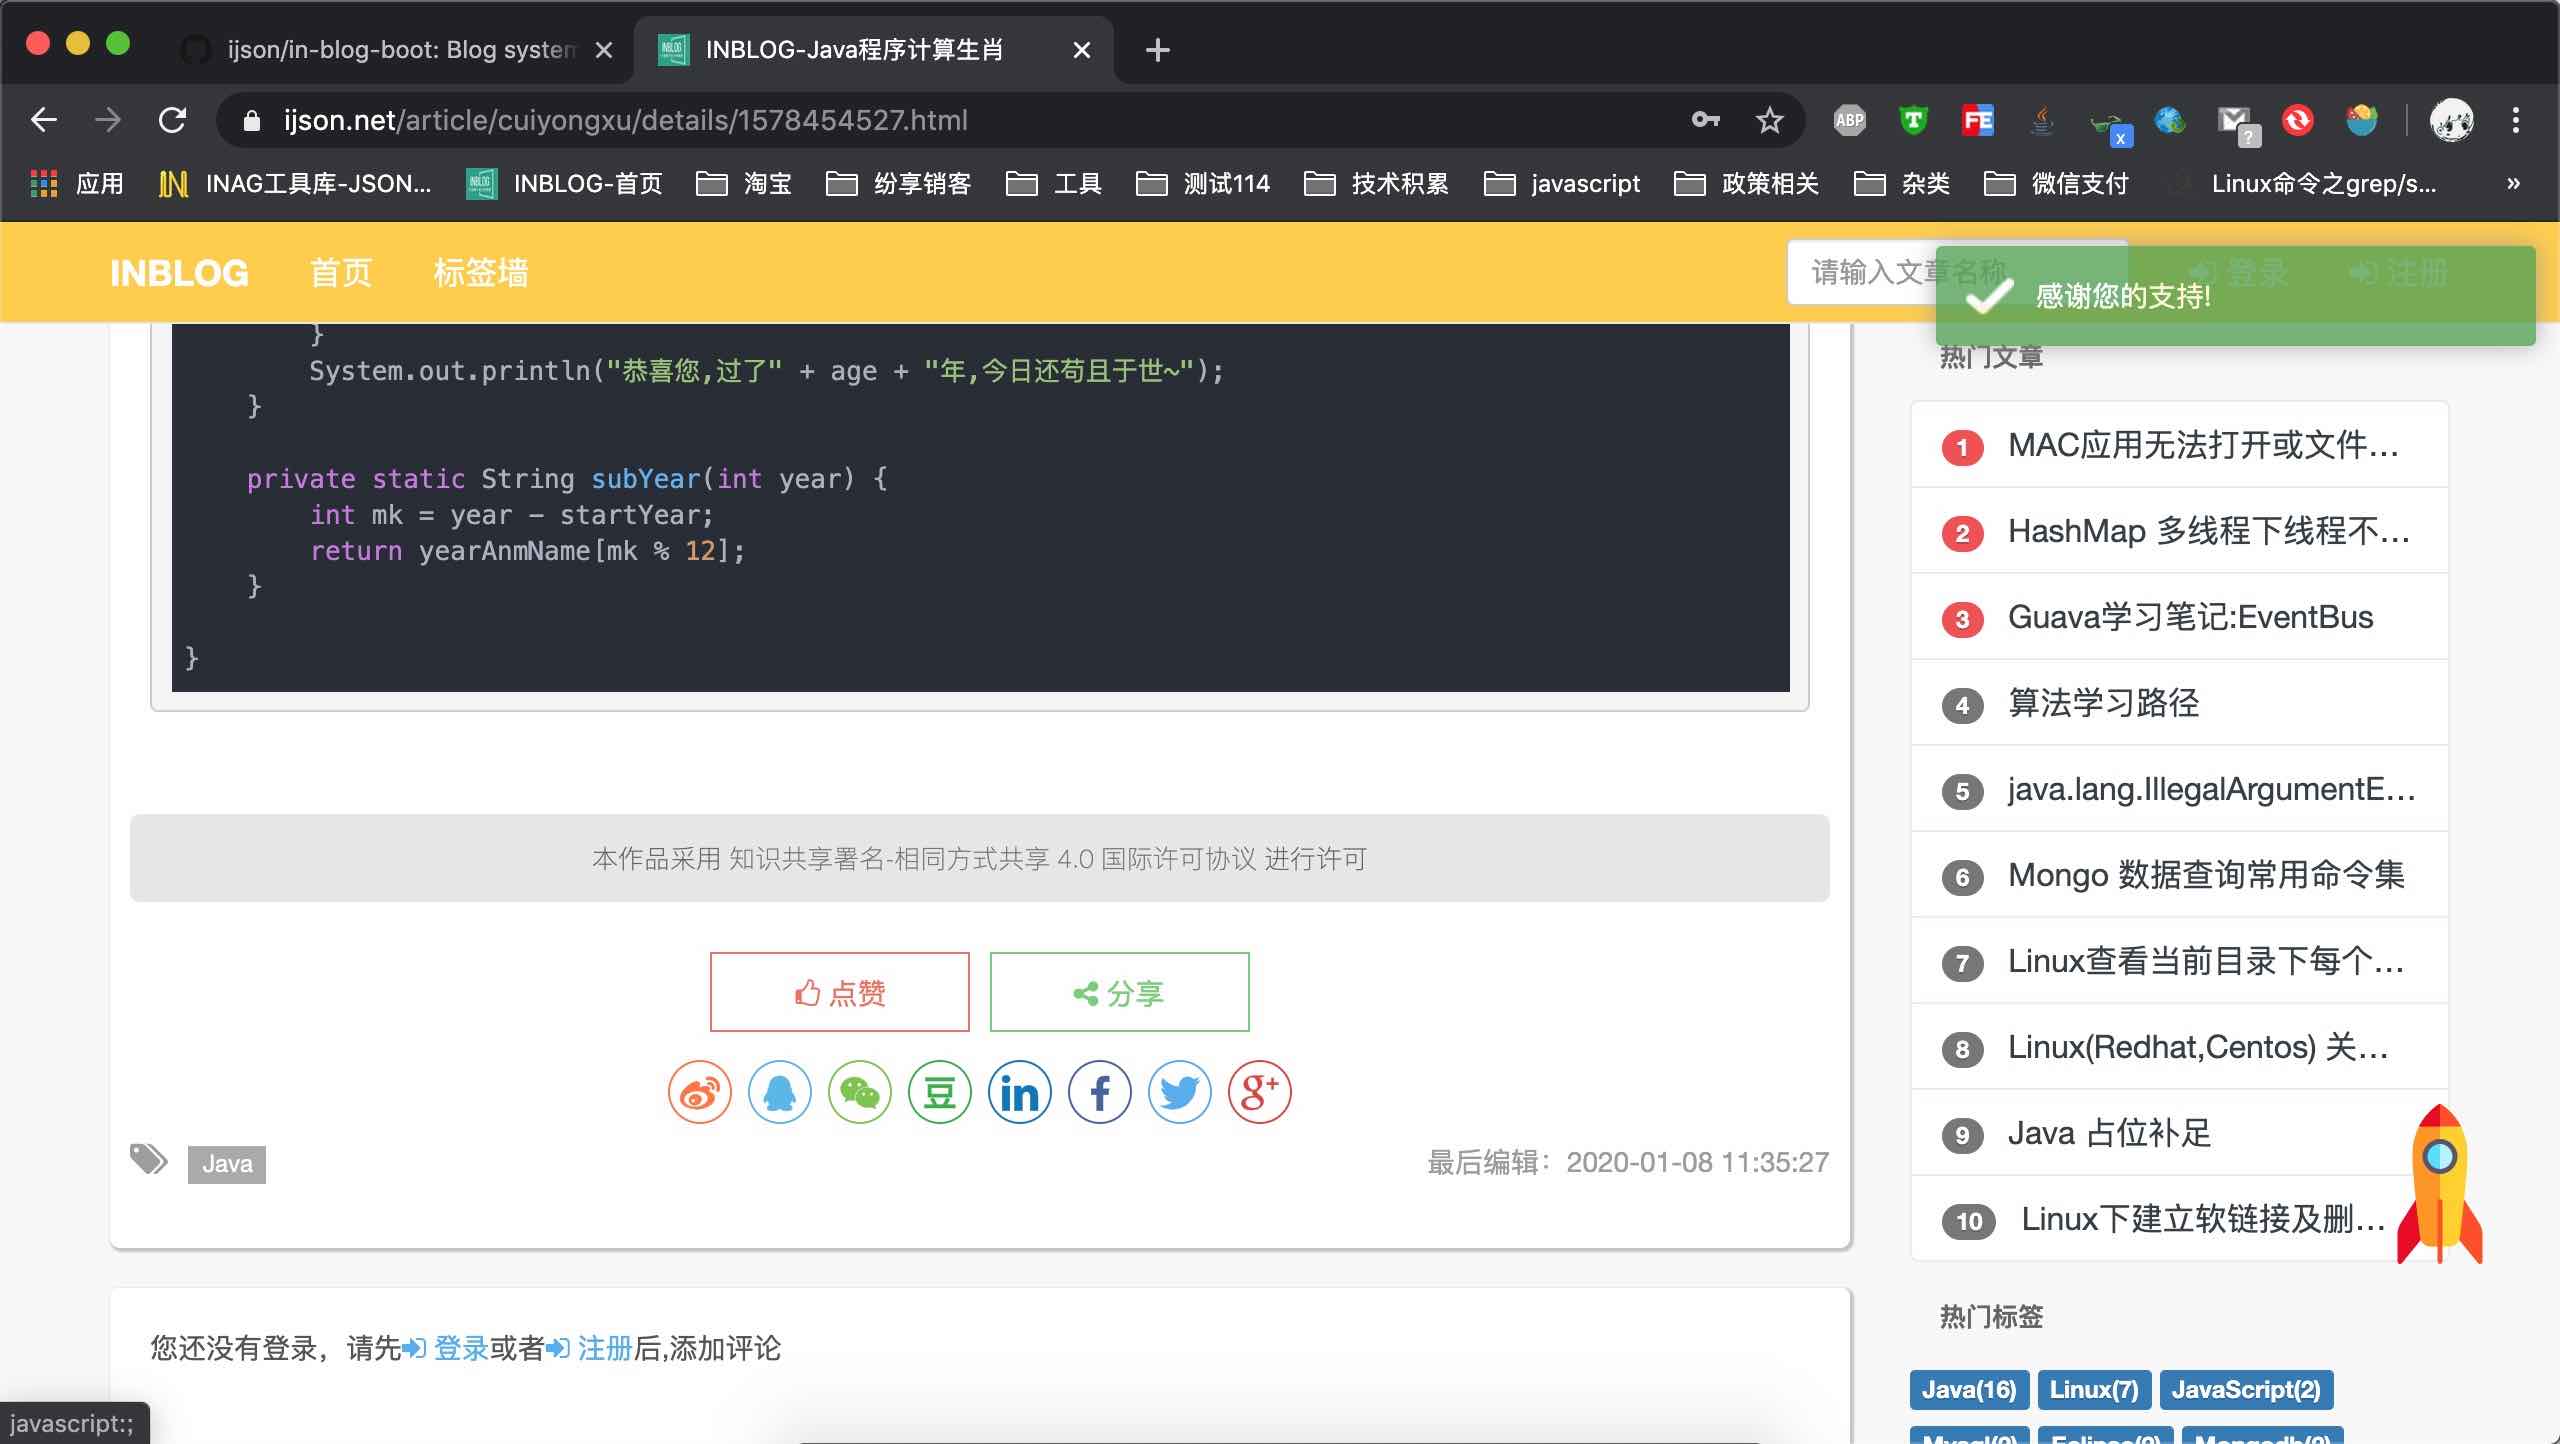 ijson/in-blog-boot: Blog system
INBLOG-Java程序计算生肖
ijson.net/article/cuiyongxu/details/1578454527.html
ABP
T
FE
x
?
应用
INAG工具库-JSON...
INBLOG-首页
淘宝
纷享销客
工具
测试114
技术积累
javascript
政策相关
杂类
微信支付
Linux命令之grep/s...
»
INBLOG
首页
标签墙
请输入文章名称
登录
注册
感谢您的支持!
}
System.out.println("恭喜您,过了" + age + "年,今日还苟且于世~");
}
private static String subYear(int year) {
int mk = year - startYear;
return yearAnmName[mk % 12];
}
}
本作品采用 知识共享署名-相同方式共享 4.0 国际许可协议 进行许可
点赞
分享
豆
in
f
g+
Java
最后编辑：2020-01-08 11:35:27
您还没有登录，请先 登录或者 注册后,添加评论
javascript:;
热门文章
1 MAC应用无法打开或文件...
2 HashMap 多线程下线程不...
3 Guava学习笔记:EventBus
4 算法学习路径
5 java.lang.IllegalArgumentE...
6 Mongo 数据查询常用命令集
7 Linux查看当前目录下每个...
8 Linux(Redhat,Centos) 关...
9 Java 占位补足
10 Linux下建立软链接及删...
热门标签
Java(16) Linux(7) JavaScript(2)
Mysql(2) Eclipse(2) Mongodb(2)